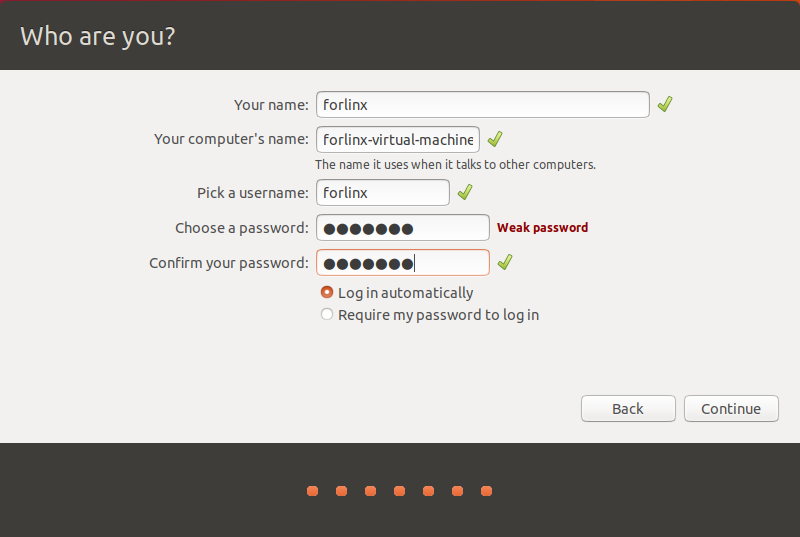 Who are you?
Your name: forlinx
Your computer's name: forlinx-virtual-machine
The name it uses when it talks to other computers.
Pick a username: forlinx
Choose a password: ●●●●●●● Weak password
Confirm your password: ●●●●●●●
Log in automatically
Require my password to log in
Back Continue